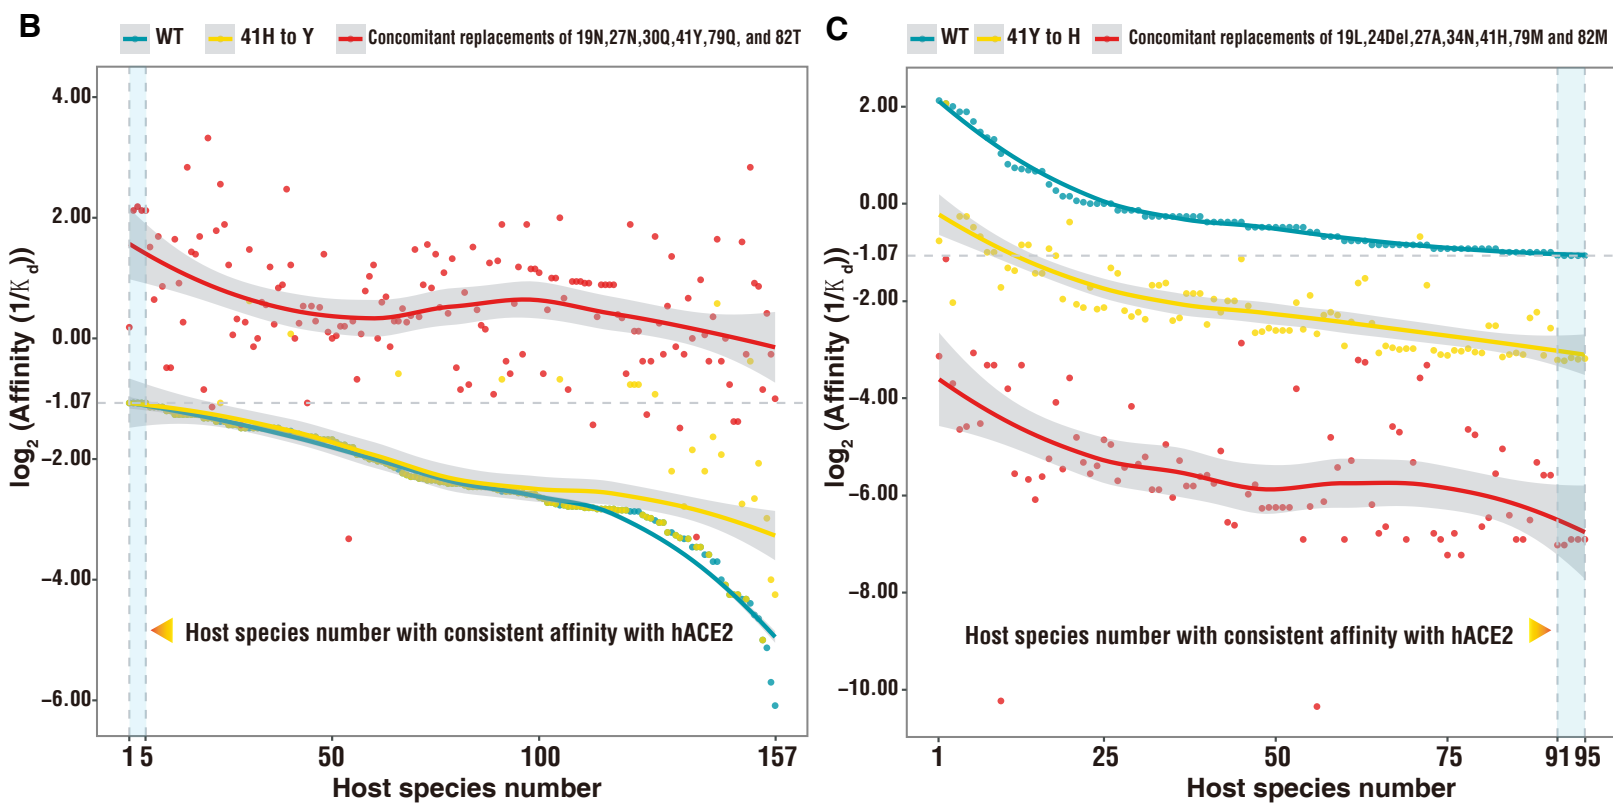 B
WT
41H to Y
Concomitant replacements of 19N,27N,30Q,41Y,79Q, and 82T
log2 (Affinity (1/Kd))
4.00
2.00
0.00
-1.07
−2.00
−4.00
−6.00
Host species number with consistent affinity with hACE2
1 5 50 100 157
Host species number
C
WT
41Y to H
Concomitant replacements of 19L,24Del,27A,34N,41H,79M and 82M
log2 (Affinity (1/Kd))
2.00
0.00
-1.07
−2.00
−4.00
−6.00
−8.00
−10.00
Host species number with consistent affinity with hACE2
1 25 50 75 91 95
Host species number